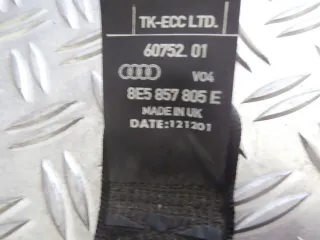 TK-ECC LTD.
60752 01
V04
8E5 857 805 E
MADE IN UK
DATE:121201